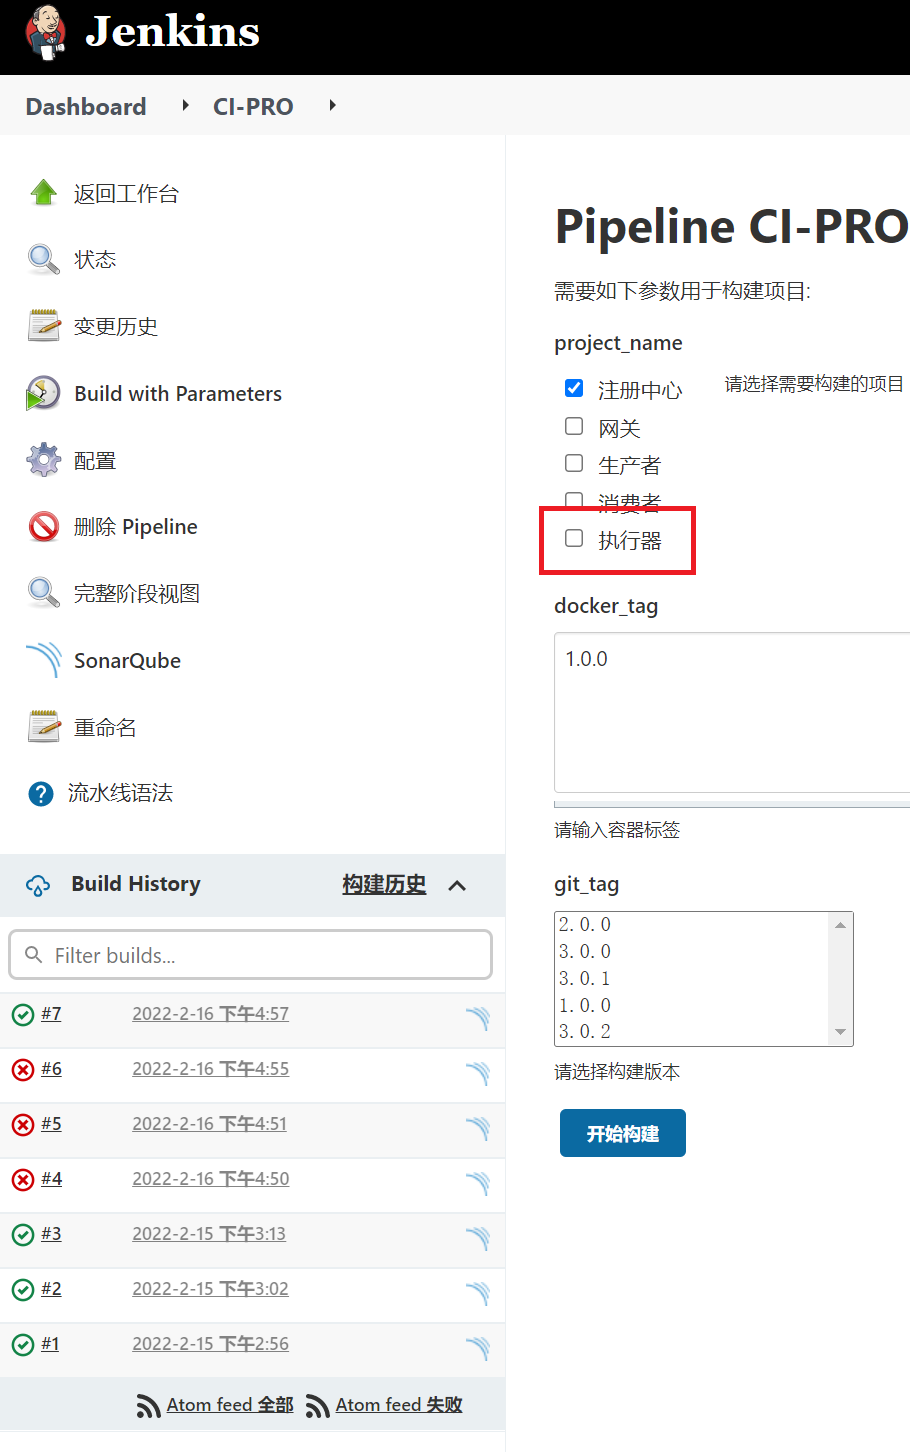 Jenkins
Dashboard
CI-PRO
返回工作台
状态
变更历史
Build with Parameters
配置
删除 Pipeline
完整阶段视图
SonarQube
重命名
流水线语法
Build History
构建历史
Filter builds...
#7 2022-2-16 下午4:57
#6 2022-2-16 下午4:55
#5 2022-2-16 下午4:51
#4 2022-2-16 下午4:50
#3 2022-2-15 下午3:13
#2 2022-2-15 下午3:02
#1 2022-2-15 下午2:56
Atom feed 全部
Atom feed 失败
Pipeline CI-PRO
需要如下参数用于构建项目:
project_name
注册中心
请选择需要构建的项目
网关
生产者
消费者
执行器
docker_tag
1.0.0
请输入容器标签
git_tag
2.0.0
3.0.0
3.0.1
1.0.0
3.0.2
请选择构建版本
开始构建